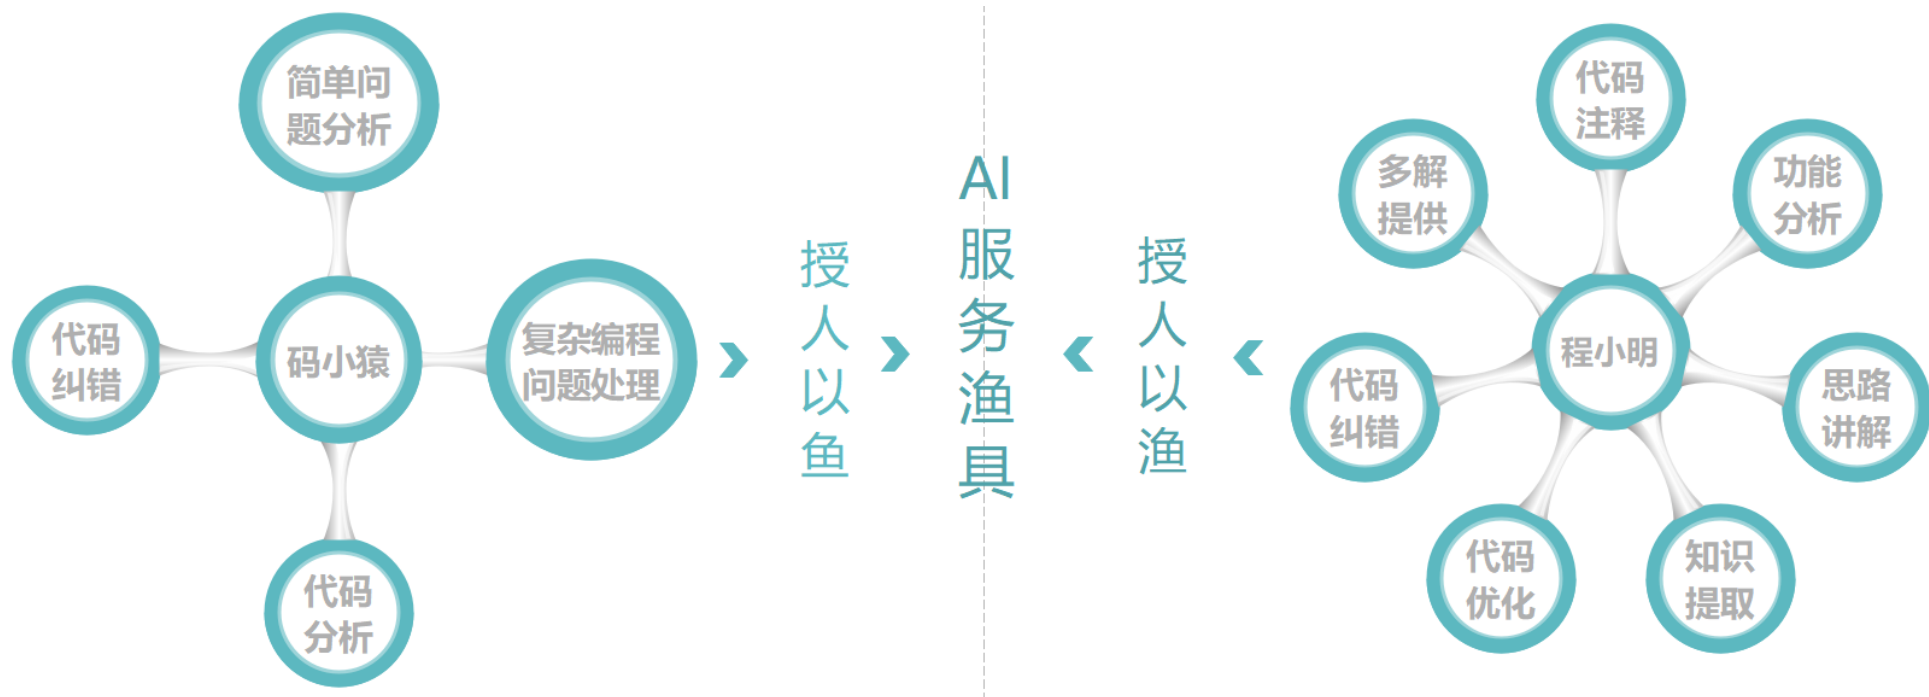 简单问
题分析
代码
纠错
码小猿
复杂编程
问题处理
代码
分析
授人以鱼
AI服务渔具
授人以渔
代码
注释
多解
提供
功能
分析
程小明
代码
纠错
思路
讲解
代码
优化
知识
提取